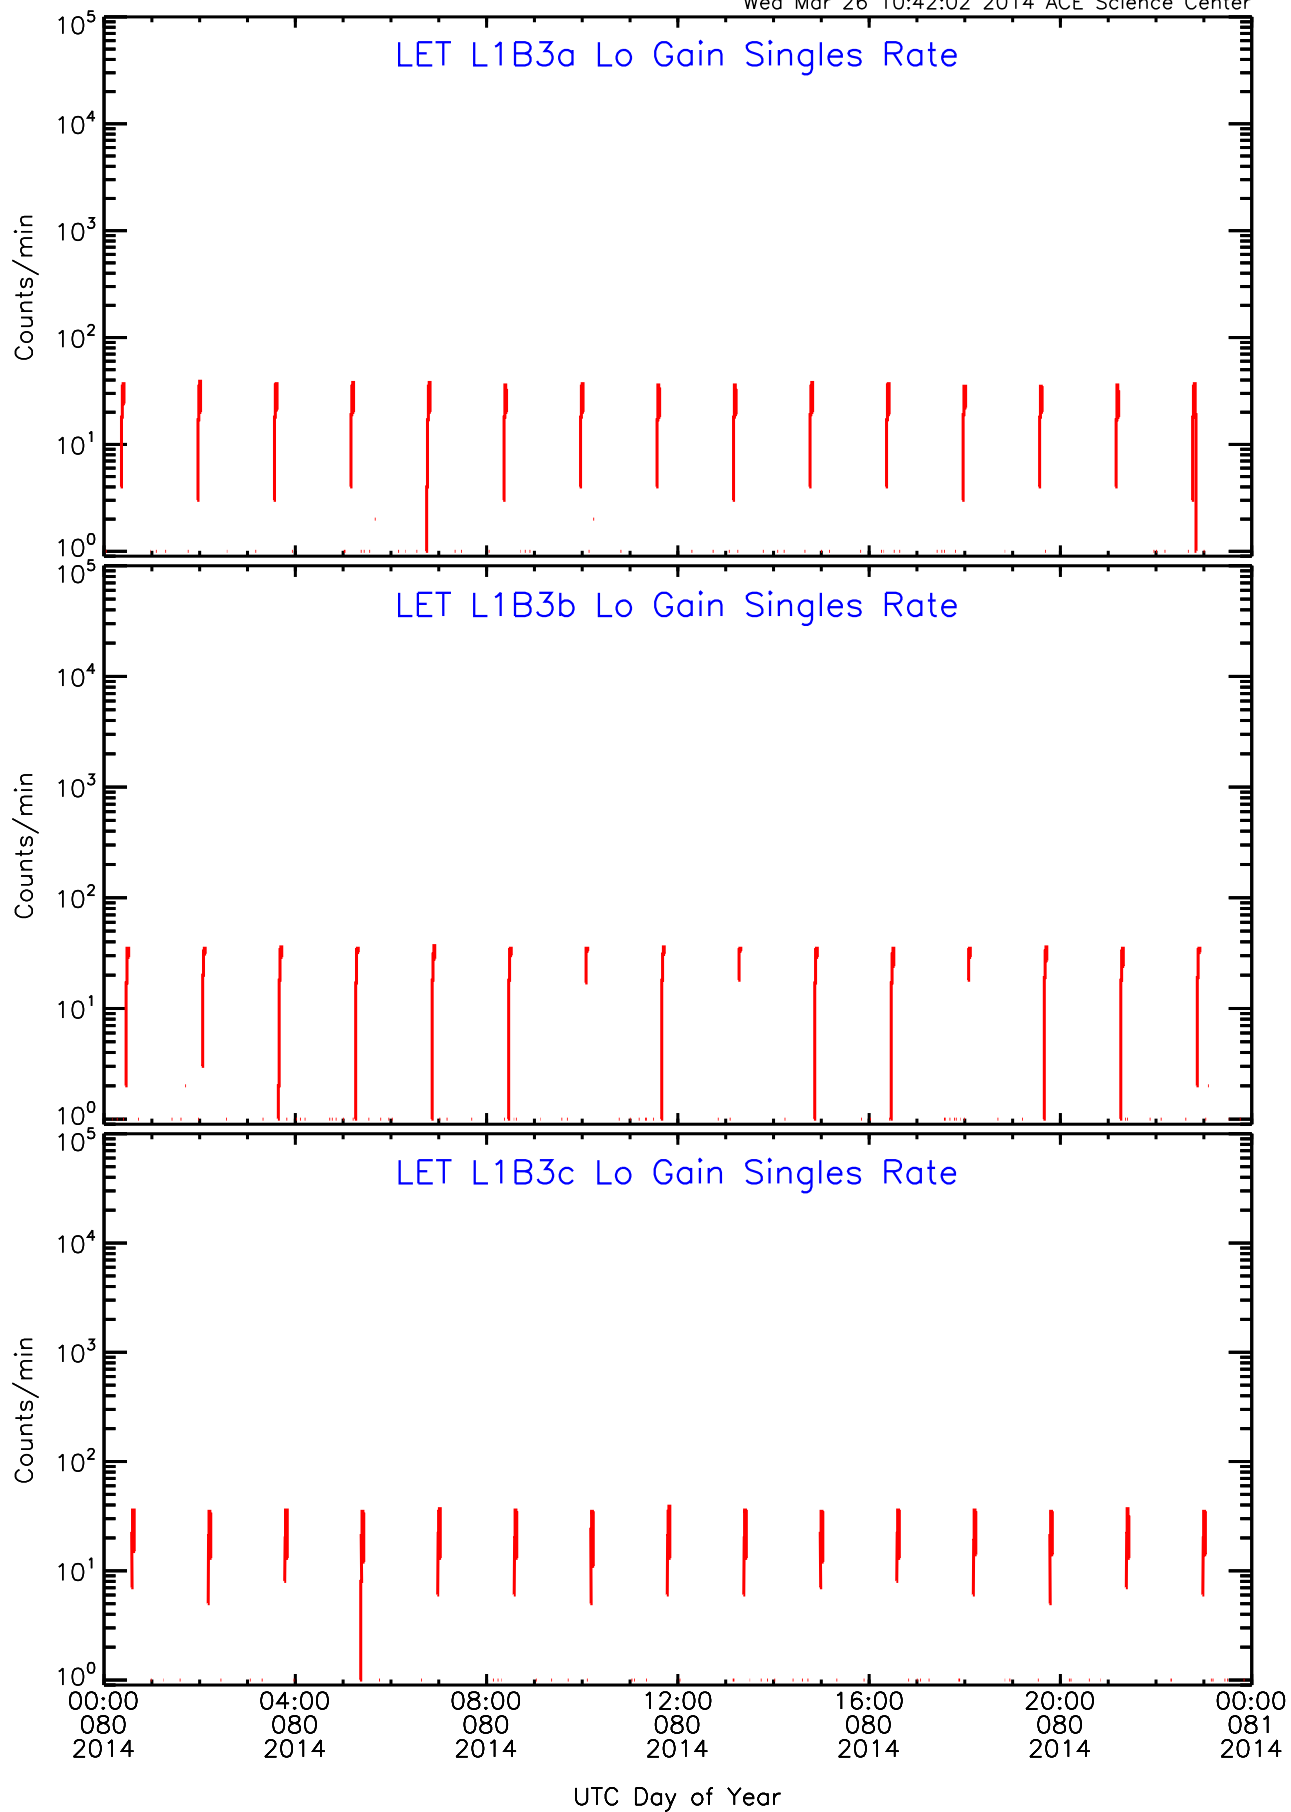 Wed Mar 26 10:42:02 2014 ACE Science Center
LET L1B3a Lo Gain Singles Rate
10^5
10^4
10^3
10^2
10^1
10^0
Counts/min
LET L1B3b Lo Gain Singles Rate
10^5
10^4
10^3
10^2
10^1
10^0
Counts/min
LET L1B3c Lo Gain Singles Rate
10^5
10^4
10^3
10^2
10^1
10^0
Counts/min
00:00 04:00 08:00 12:00 16:00 20:00 00:00
080 080 080 080 080 080 081
2014 2014 2014 2014 2014 2014 2014
UTC Day of Year